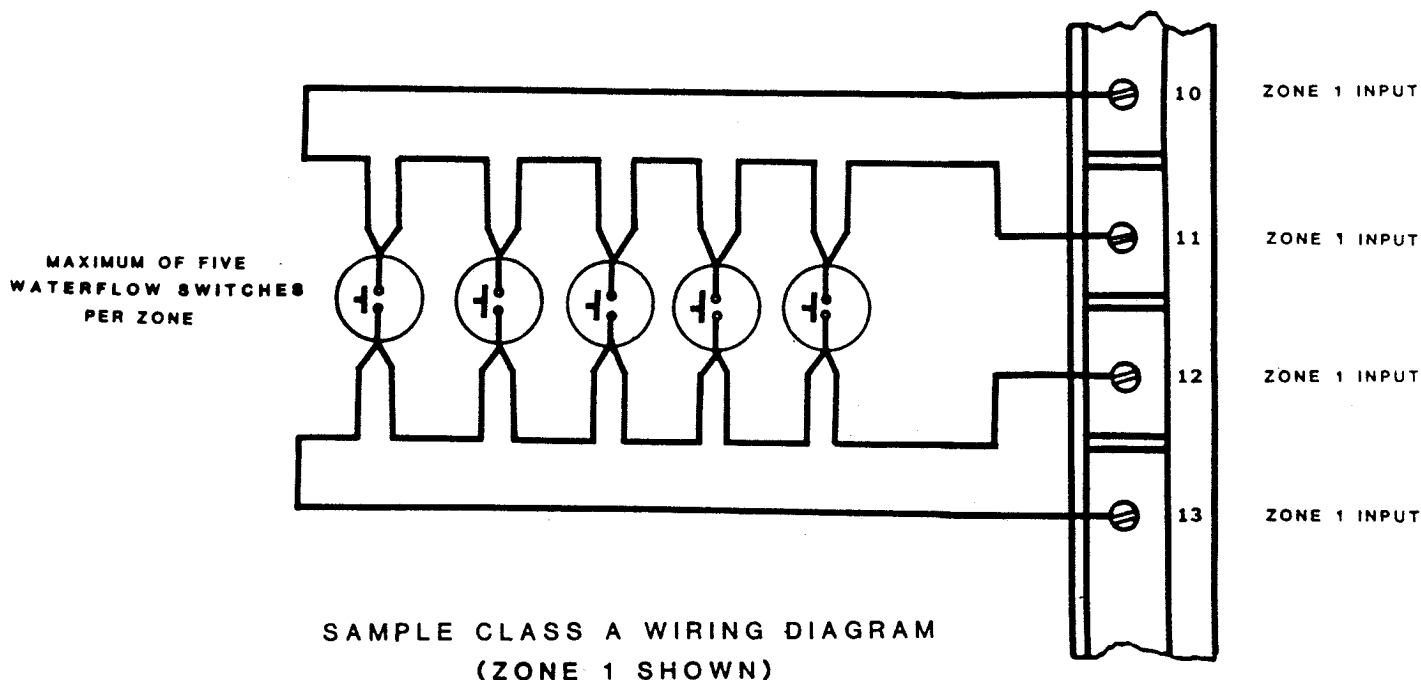 10 ZONE 1 INPUT
11 ZONE 1 INPUT
MAXIMUM OF FIVE
WATERFLOW SWITCHES
PER ZONE
12 ZONE 1 INPUT
13 ZONE 1 INPUT
SAMPLE CLASS A WIRING DIAGRAM
(ZONE 1 SHOWN)